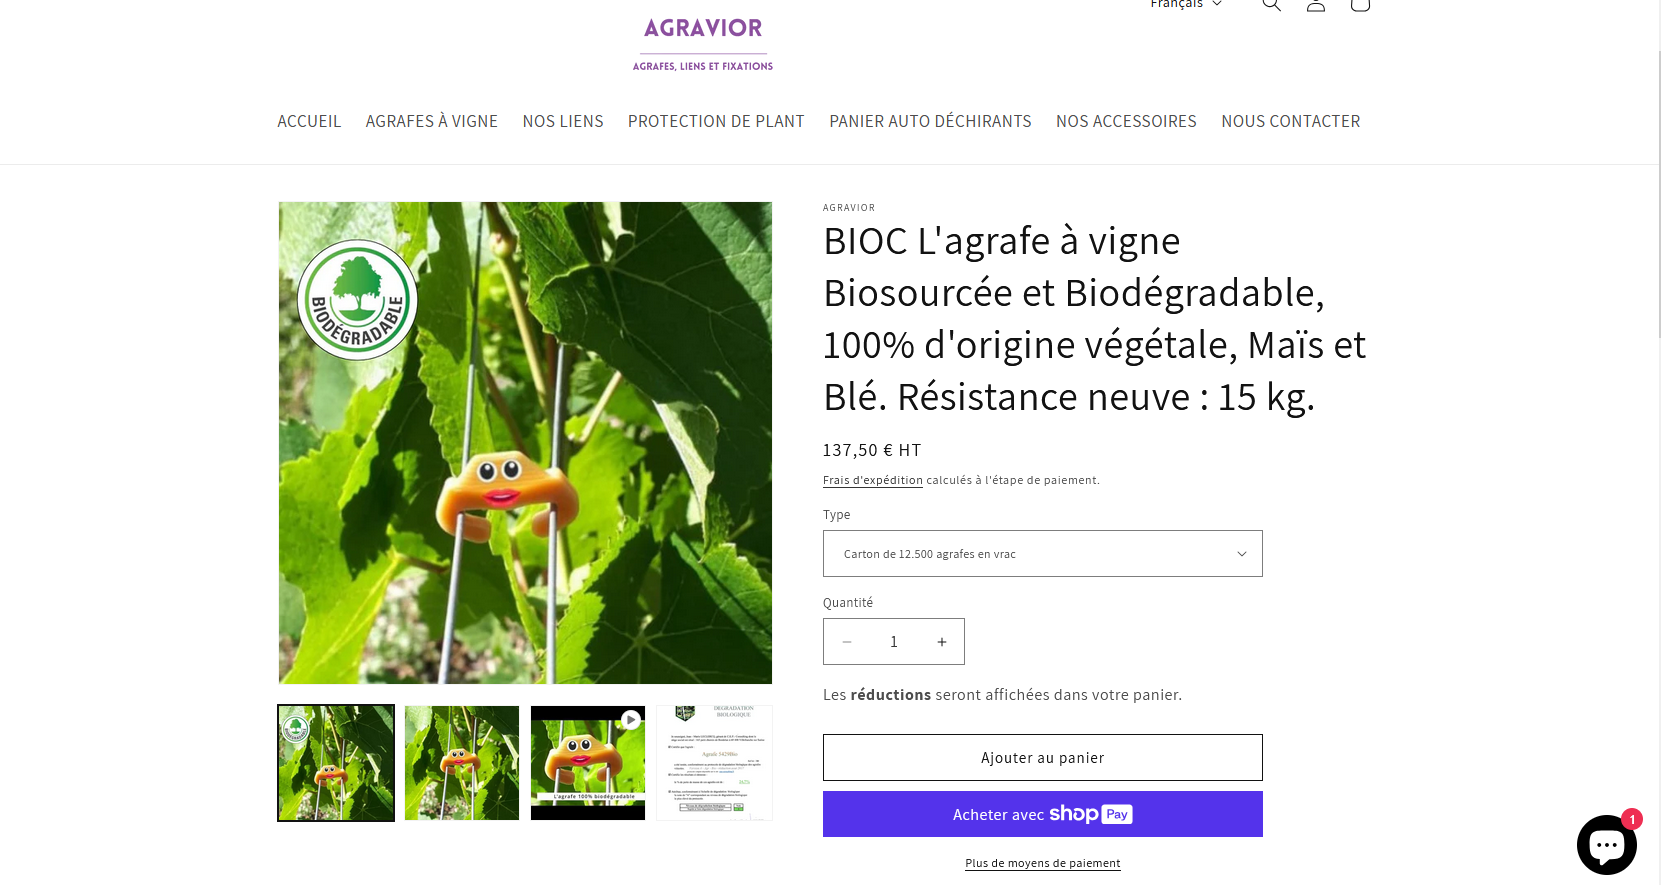 Français
AGRAVIOR
AGRAFES, LIENS ET FIXATIONS
ACCUEIL AGRAFES À VIGNE NOS LIENS PROTECTION DE PLANT PANIER AUTO DÉCHIRANTS NOS ACCESSOIRES NOUS CONTACTER
BIODÉGRADABLE
AGRAVIOR
BIOC L'agrafe à vigne
Biosourcée et Biodégradable,
100% d'origine végétale, Maïs et
Blé. Résistance neuve : 15 kg.
137,50 € HT
Frais d'expédition calculés à l'étape de paiement.
Type
Carton de 12.500 agrafes en vrac
Quantité
− 1 +
Les réductions seront affichées dans votre panier.
Ajouter au panier
Acheter avec shop Pay
Plus de moyens de paiement
L'agrafe 100% biodégradable
DEGRADATION
BIOLOGIQUE
1